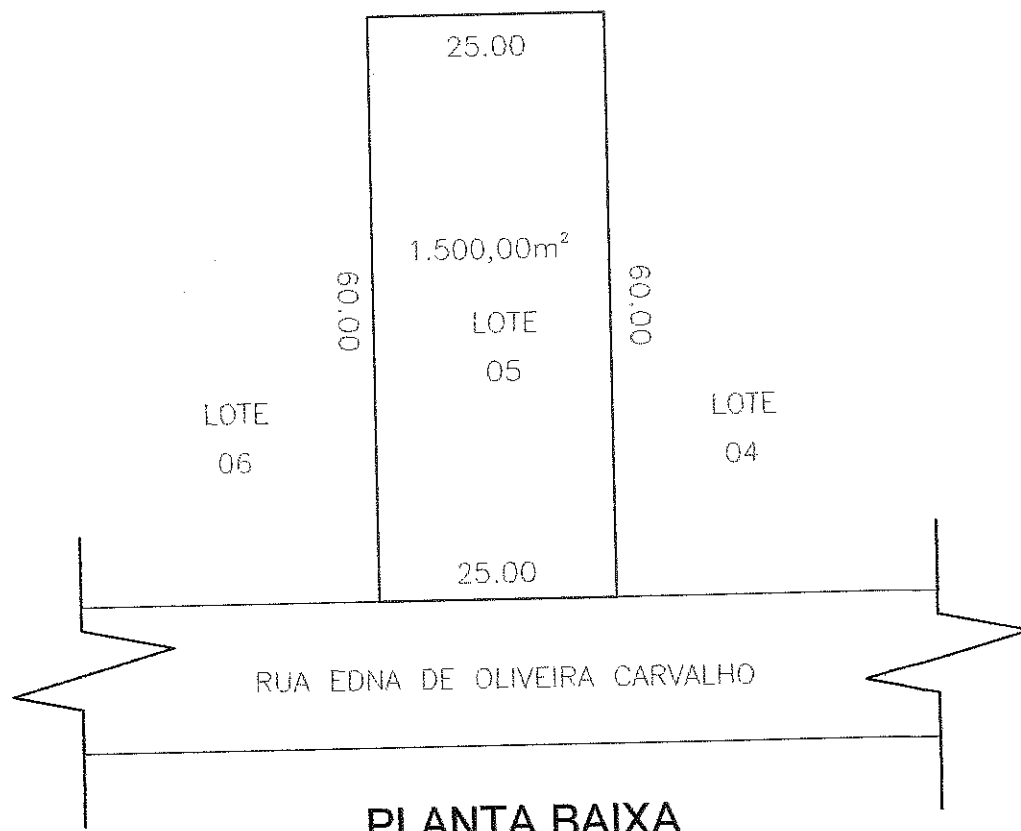 25.00
1.500,00m²
60.00
60.00
LOTE
05
LOTE
06
LOTE
04
25.00
RUA EDNA DE OLIVEIRA CARVALHO
PLANTA BAIXA